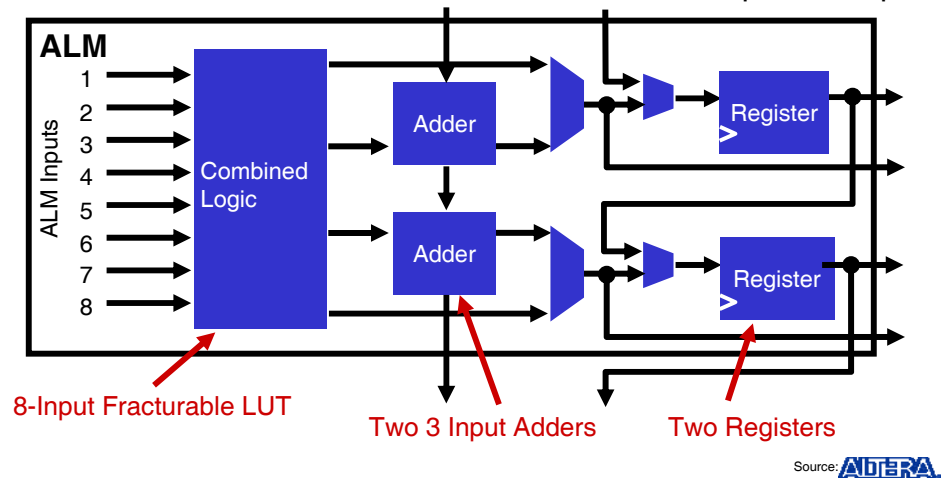 ALM
ALM Inputs
1
2
3
4
5
6
7
8
Combined
Logic
Adder
Adder
Register
Register
8-Input Fracturable LUT
Two 3 Input Adders
Two Registers
Source: ALTERA